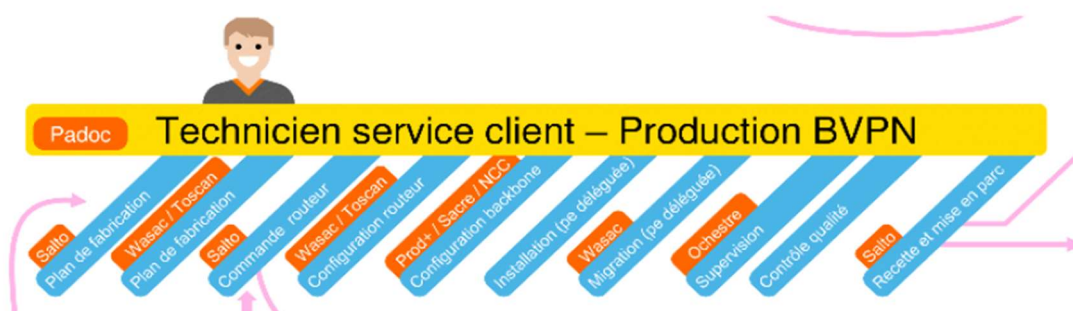 Padoc
Technicien service client – Production BVPN
Salto
Plan de fabrication
Wasac / Toscan
Plan de fabrication
Salto
Commande routeur
Wasac / Toscan
Configuration routeur
Prod+ / Sacre / NCC
Configuration backbone
Installation (pe déléguée)
Wasac
Migration (pe déléguée)
Ochestre
Supervision
Contrôle qualité
Salto
Recette et mise en parc